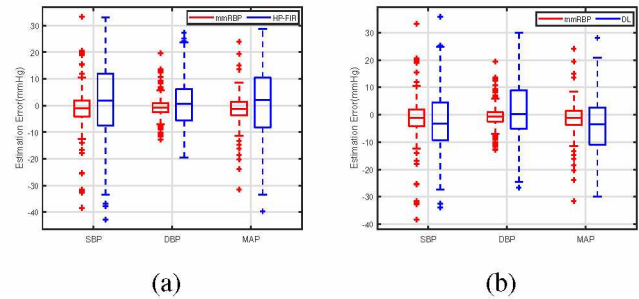 mmRBP HP-FIR
30
20
10
0
-10
-20
-30
-40
Estimation Error(mmHg)
SBP DBP MAP
(a)
mmRBP DL
40
30
20
10
0
-10
-20
-30
-40
Estimation Error(mmHg)
SBP DBP MAP
(b)